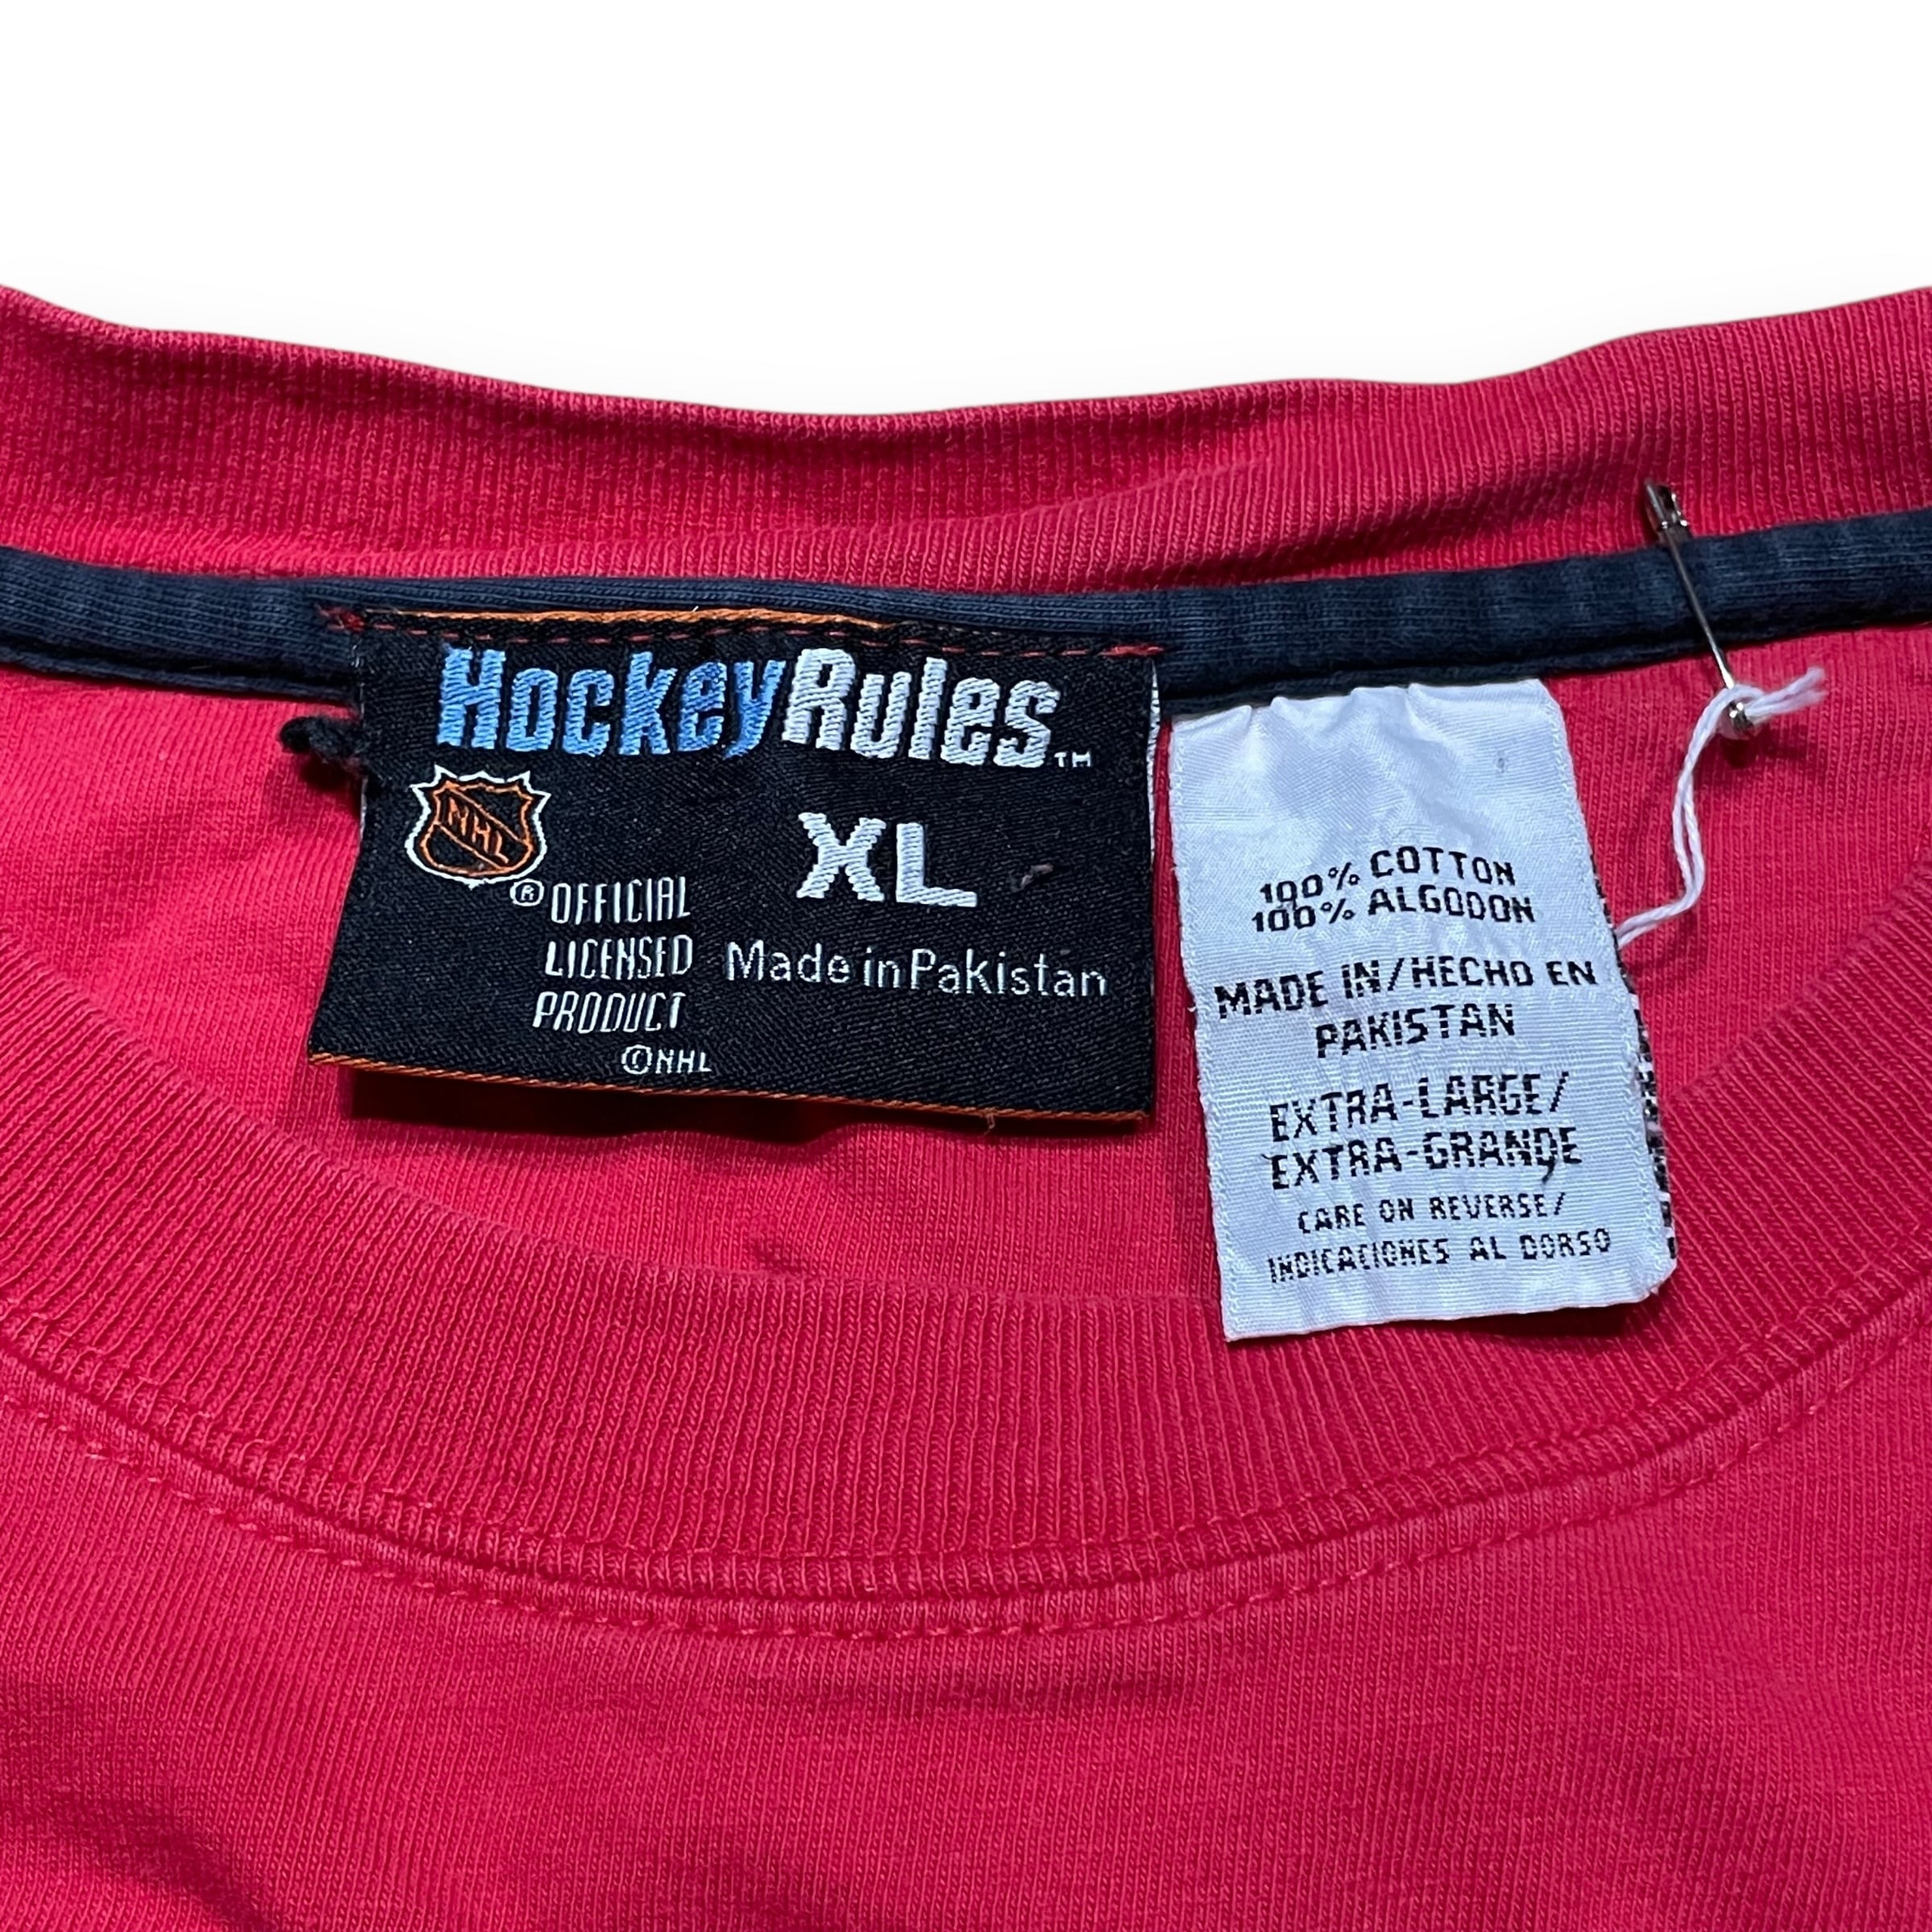 HockeyRules™
NHL
XL
® OFFICIAL
LICENSED
PRODUCT
Made in Pakistan
©NHL
100% COTTON
100% ALGODON
MADE IN/HECHO EN
PAKISTAN
EXTRA-LARGE/
EXTRA-GRANDE
CARE ON REVERSE/
INDICACIONES AL DORSO